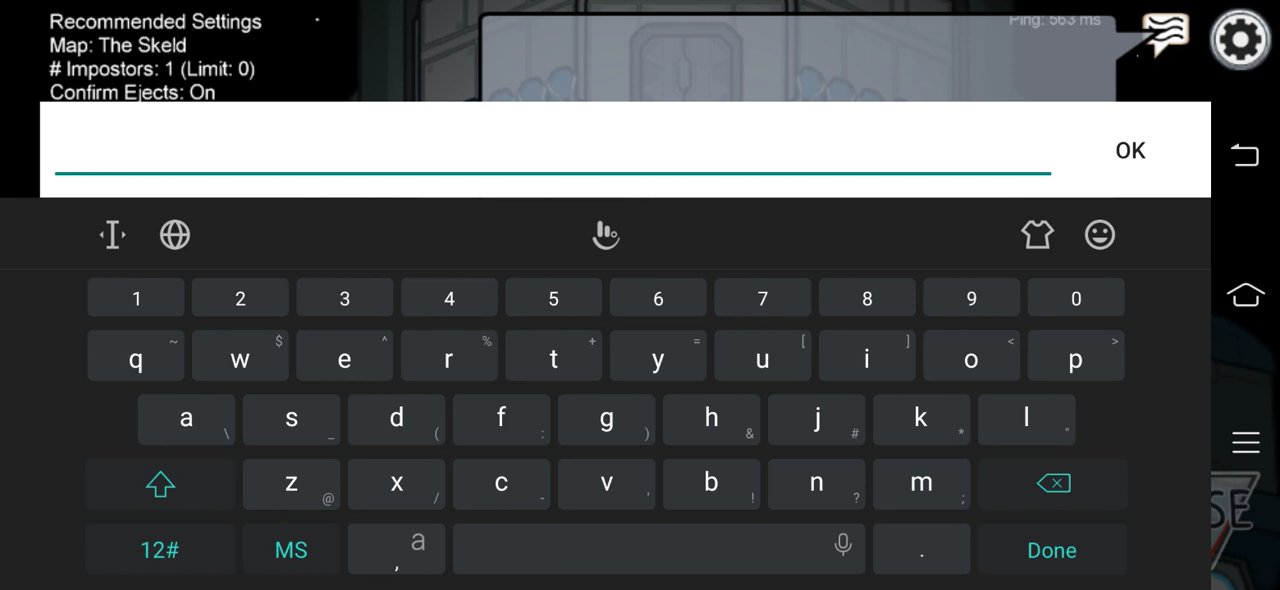 Recommended Settings
Map: The Skeld
# Impostors: 1 (Limit: 0)
Confirm Ejects: On
Ping: 563 ms
OK
1 2 3 4 5 6 7 8 9 0
~ $ ^ % + = [ ] < >
q w e r t y u i o p
a s d f g h j k l
\ _ ( : ) & # * "
z x c v b n m
@ / - ' ! ? ;
SE
12# MS , a . Done